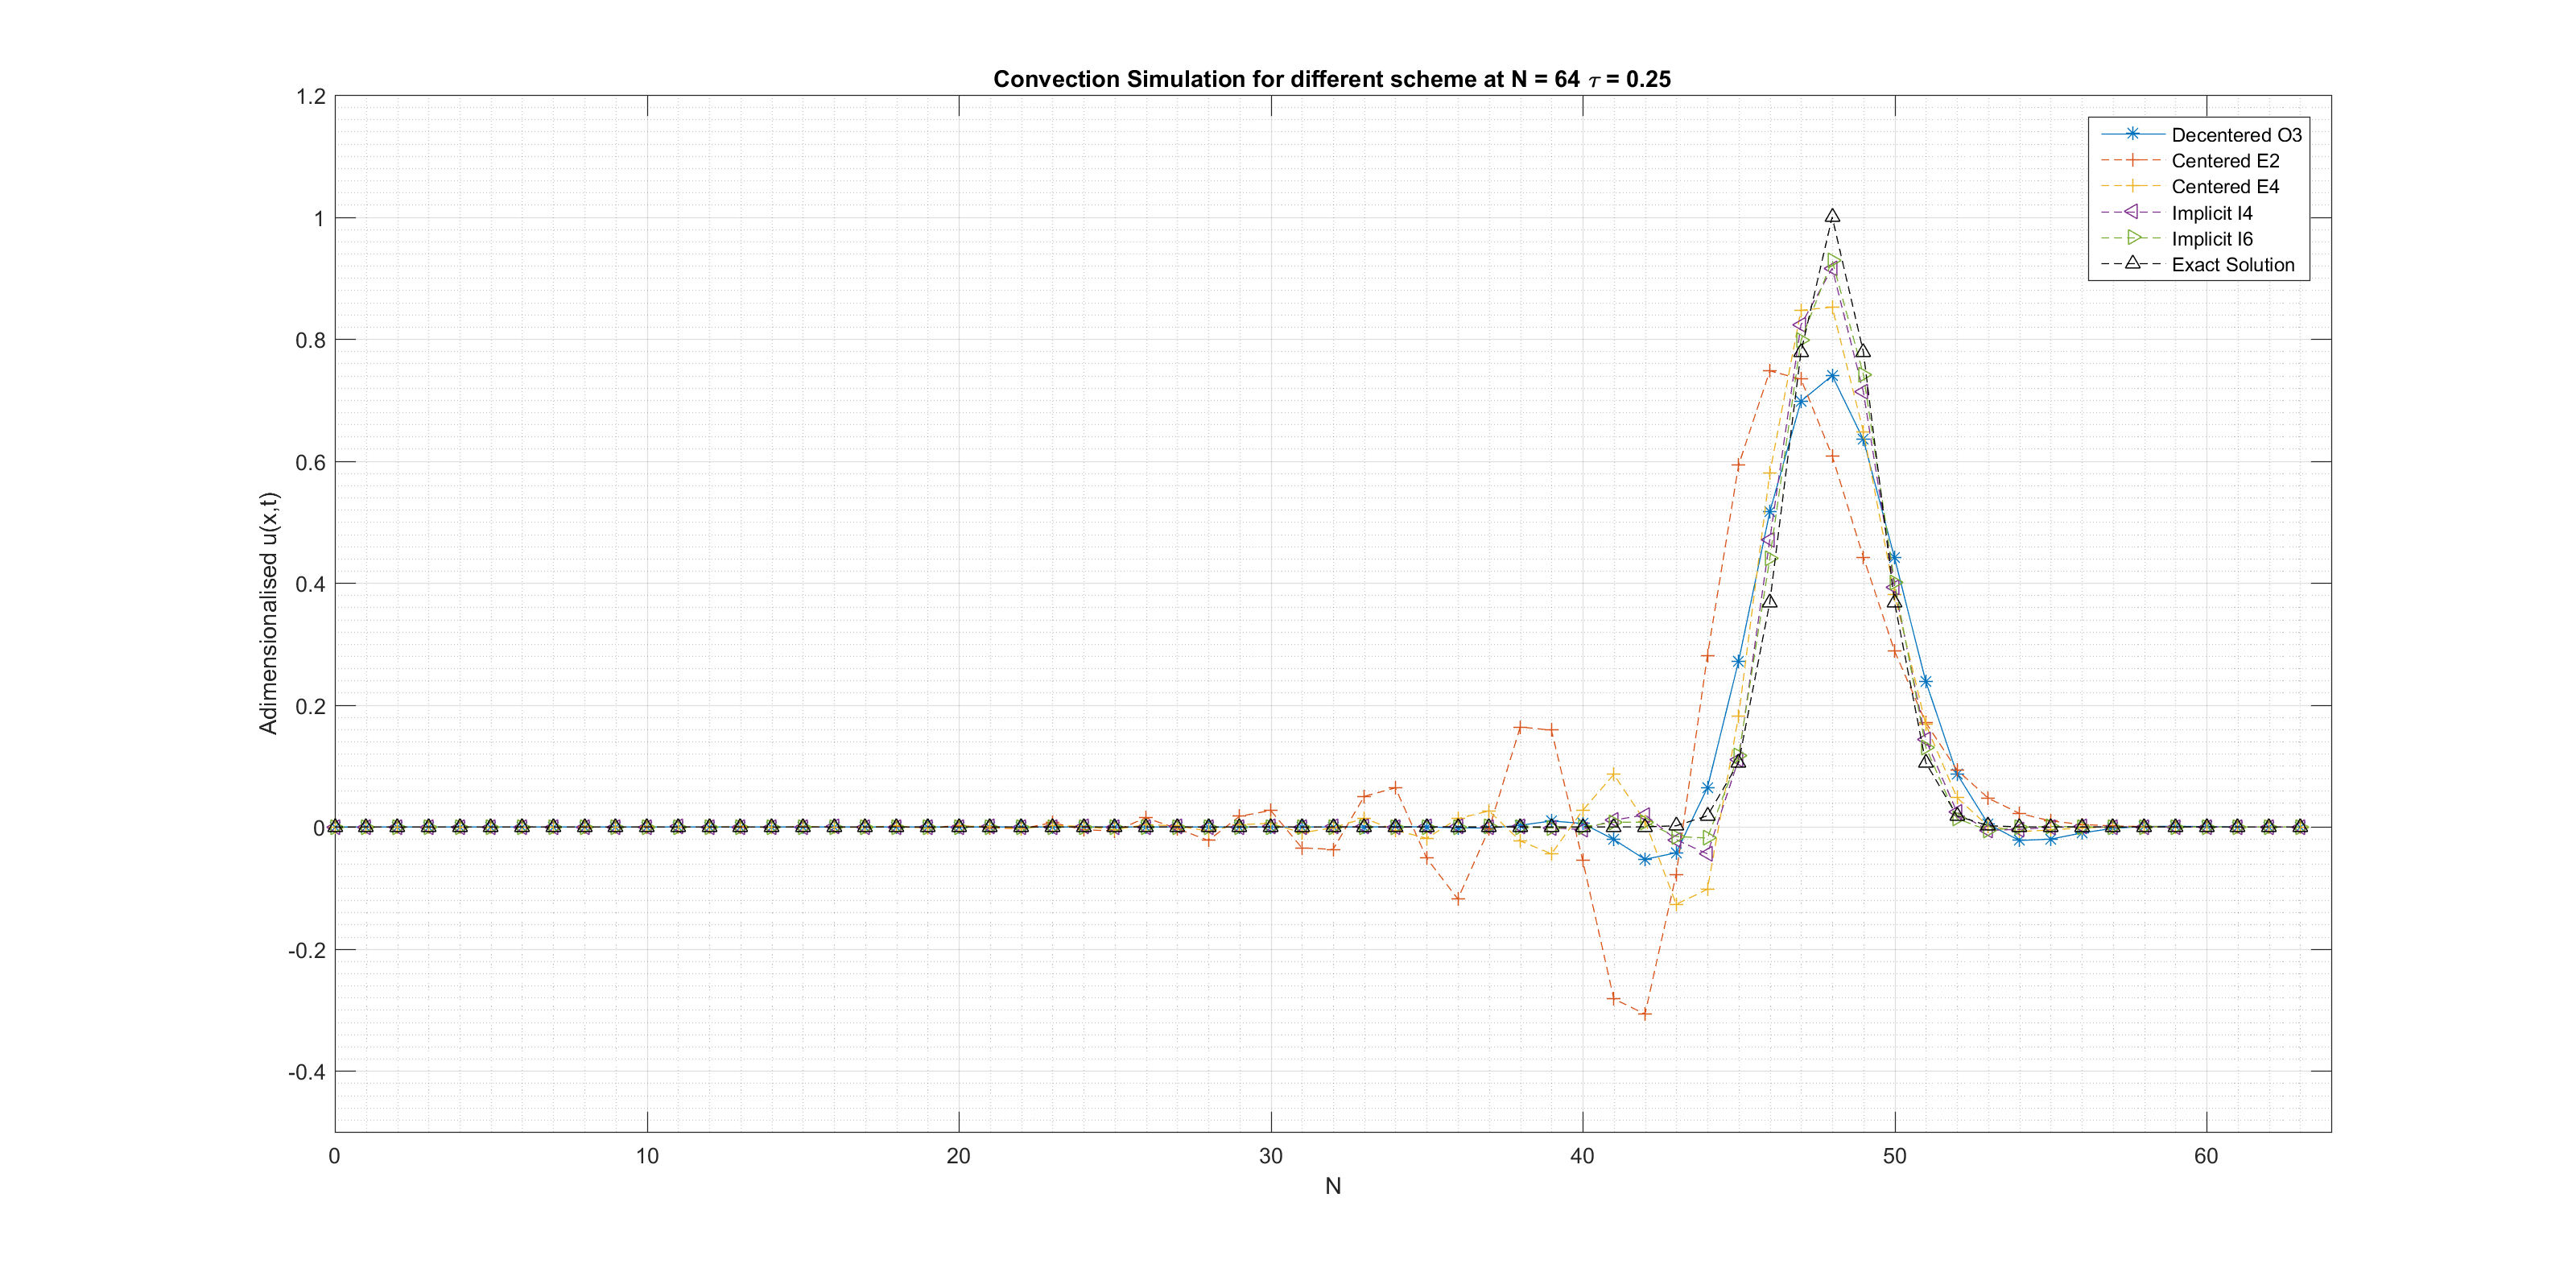 Convection Simulation for different scheme at N = 64 τ = 0.25
1.2
1
0.8
0.6
0.4
0.2
0
-0.2
-0.4
Adimensionalised u(x,t)
Decentered O3
Centered E2
Centered E4
Implicit I4
Implicit I6
Exact Solution
0 10 20 30 40 50 60
N